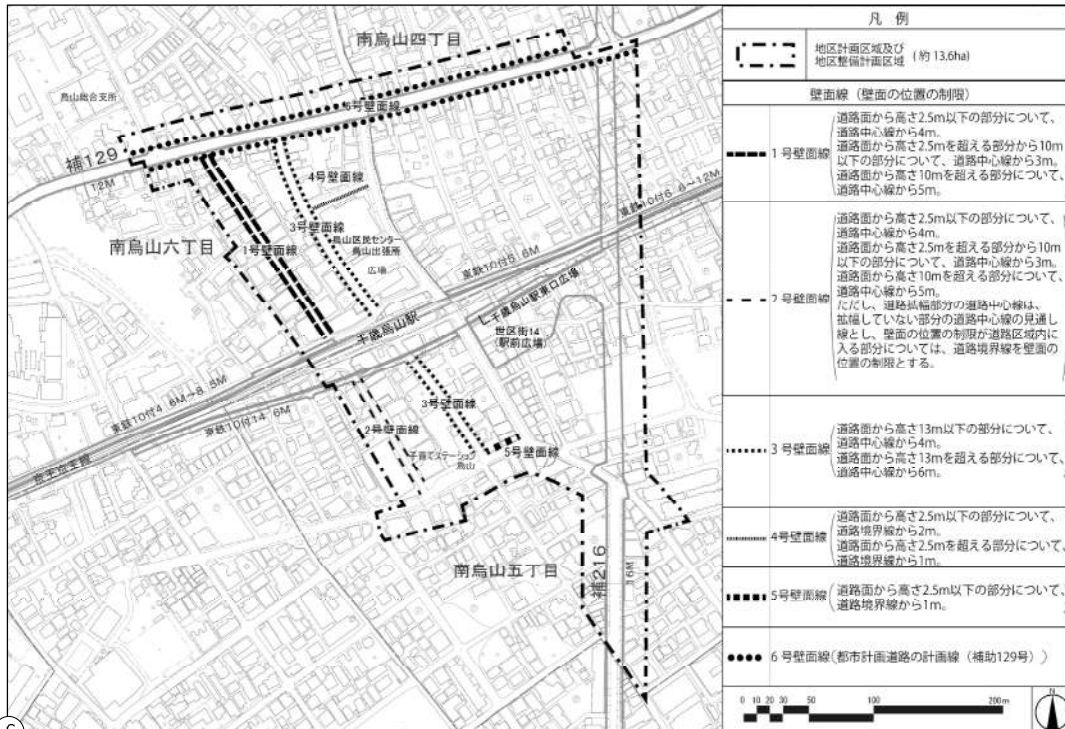 南烏山四丁目
烏山総合支所
6号壁面線
補129
12M
4号壁面線
3号壁面線
南烏山六丁目
1号壁面線
烏山区民センター
烏山出張所
広場
東鉄10付5.6M
東鉄10付6.6~12M
千歳烏山駅
千歳烏山駅東口広場
世区街14
(駅前広場)
東鉄10付4.6M~8.5M
東鉄10付14.6M
京王京王線
3号壁面線
2号壁面線
子育てステーション
烏山
5号壁面線
南烏山五丁目
補216
16M
凡 例
地区計画区域及び
地区整備計画区域 (約 13.6ha)
壁面線(壁面の位置の制限)
1号壁面線
道路面から高さ2.5m以下の部分について、
道路中心線から4m。
道路面から高さ2.5mを超える部分から10m
以下の部分について、道路中心線から3m。
道路面から高さ10mを超える部分について、
道路中心線から5m。
2号壁面線
道路面から高さ2.5m以下の部分について、
道路中心線から4m。
道路面から高さ2.5mを超える部分から10m
以下の部分について、道路中心線から3m。
道路面から高さ10mを超える部分について、
道路中心線から5m。
ただし、道路拡幅部分の道路中心線は、
拡幅していない部分の道路中心線の見通し
線とし、壁面の位置の制限が道路区域内に
入る部分については、道路境界線を壁面の
位置の制限とする。
3号壁面線
道路面から高さ13m以下の部分について、
道路中心線から4m。
道路面から高さ13mを超える部分について、
道路中心線から6m。
4号壁面線
道路面から高さ2.5m以下の部分について、
道路境界線から2m。
道路面から高さ2.5mを超える部分について、
道路境界線から1m。
5号壁面線
道路面から高さ2.5m以下の部分について、
道路境界線から1m。
6号壁面線(都市計画道路の計画線(補助129号))
0 10 20 30 50 100 200m
N